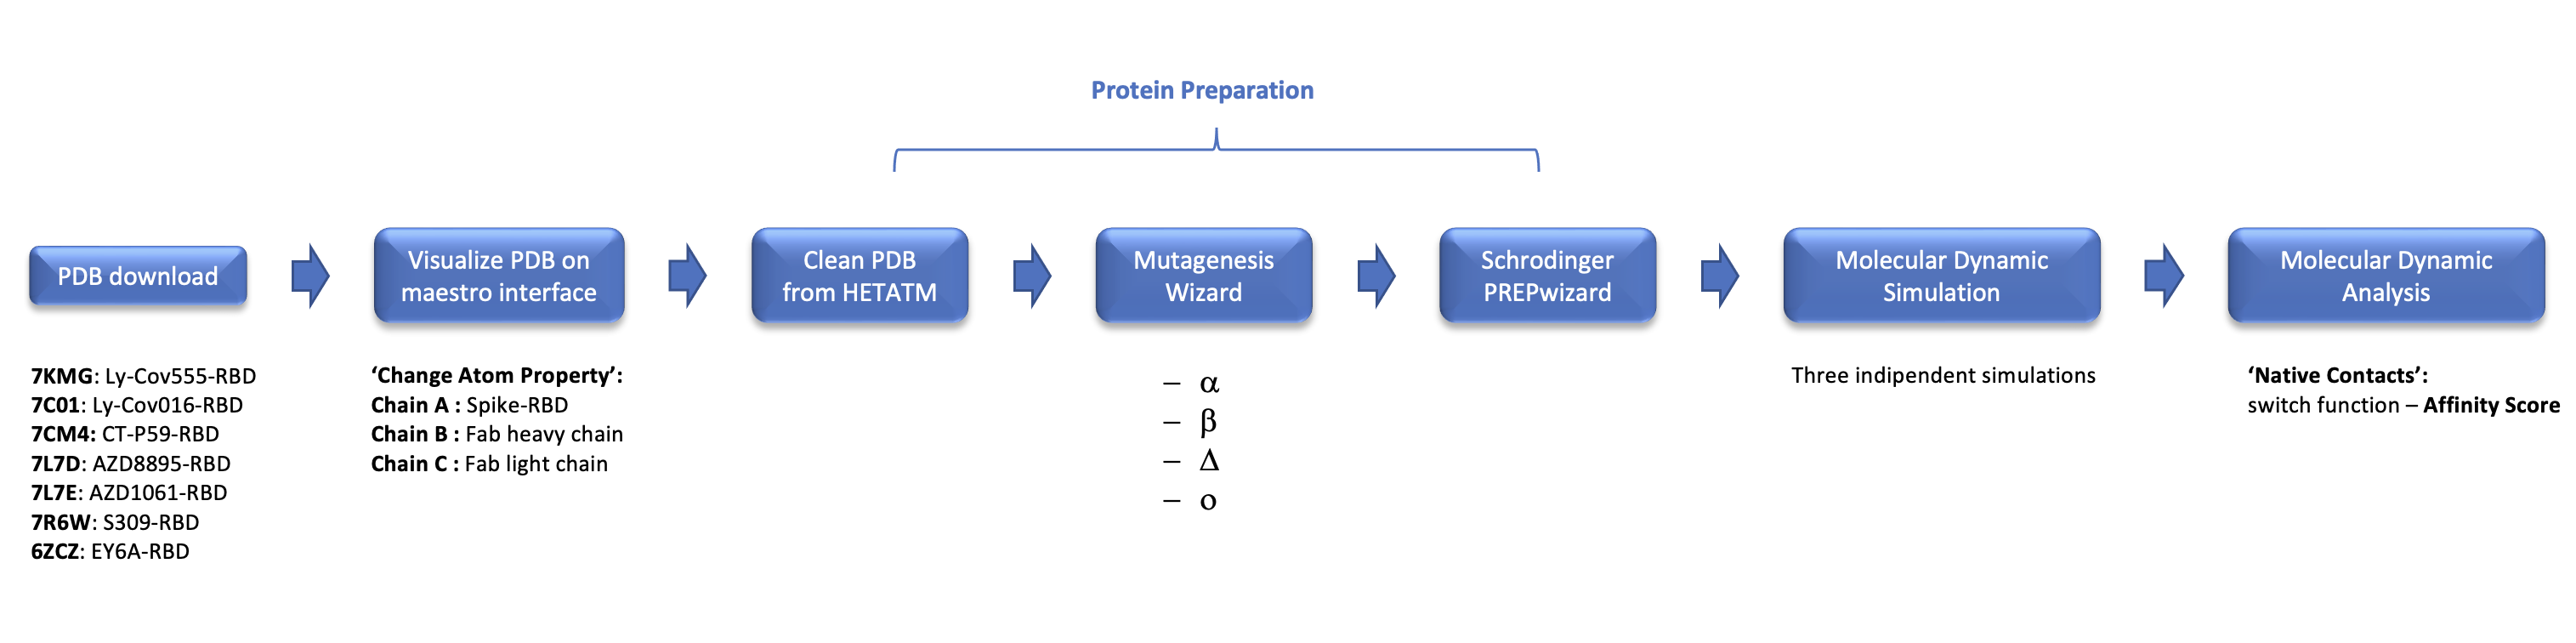 Protein Preparation
PDB download
Visualize PDB on
maestro interface
Clean PDB
from HETATM
Mutagenesis
Wizard
Schrodinger
PREPwizard
Molecular Dynamic
Simulation
Molecular Dynamic
Analysis
7KMG: Ly-Cov555-RBD
7C01: Ly-Cov016-RBD
7CM4: CT-P59-RBD
7L7D: AZD8895-RBD
7L7E: AZD1061-RBD
7R6W: S309-RBD
6ZCZ: EY6A-RBD
‘Change Atom Property’:
Chain A : Spike-RBD
Chain B : Fab heavy chain
Chain C : Fab light chain
– α
– β
– Δ
– ο
Three indipendent simulations
‘Native Contacts’:
switch function – Affinity Score